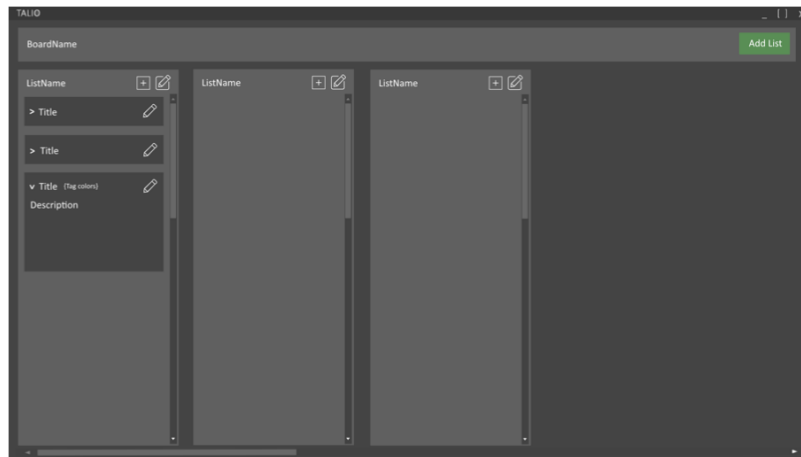 TALIO
BoardName
Add List
ListName
> Title
> Title
v Title (Tag colors)
Description
ListName
ListName